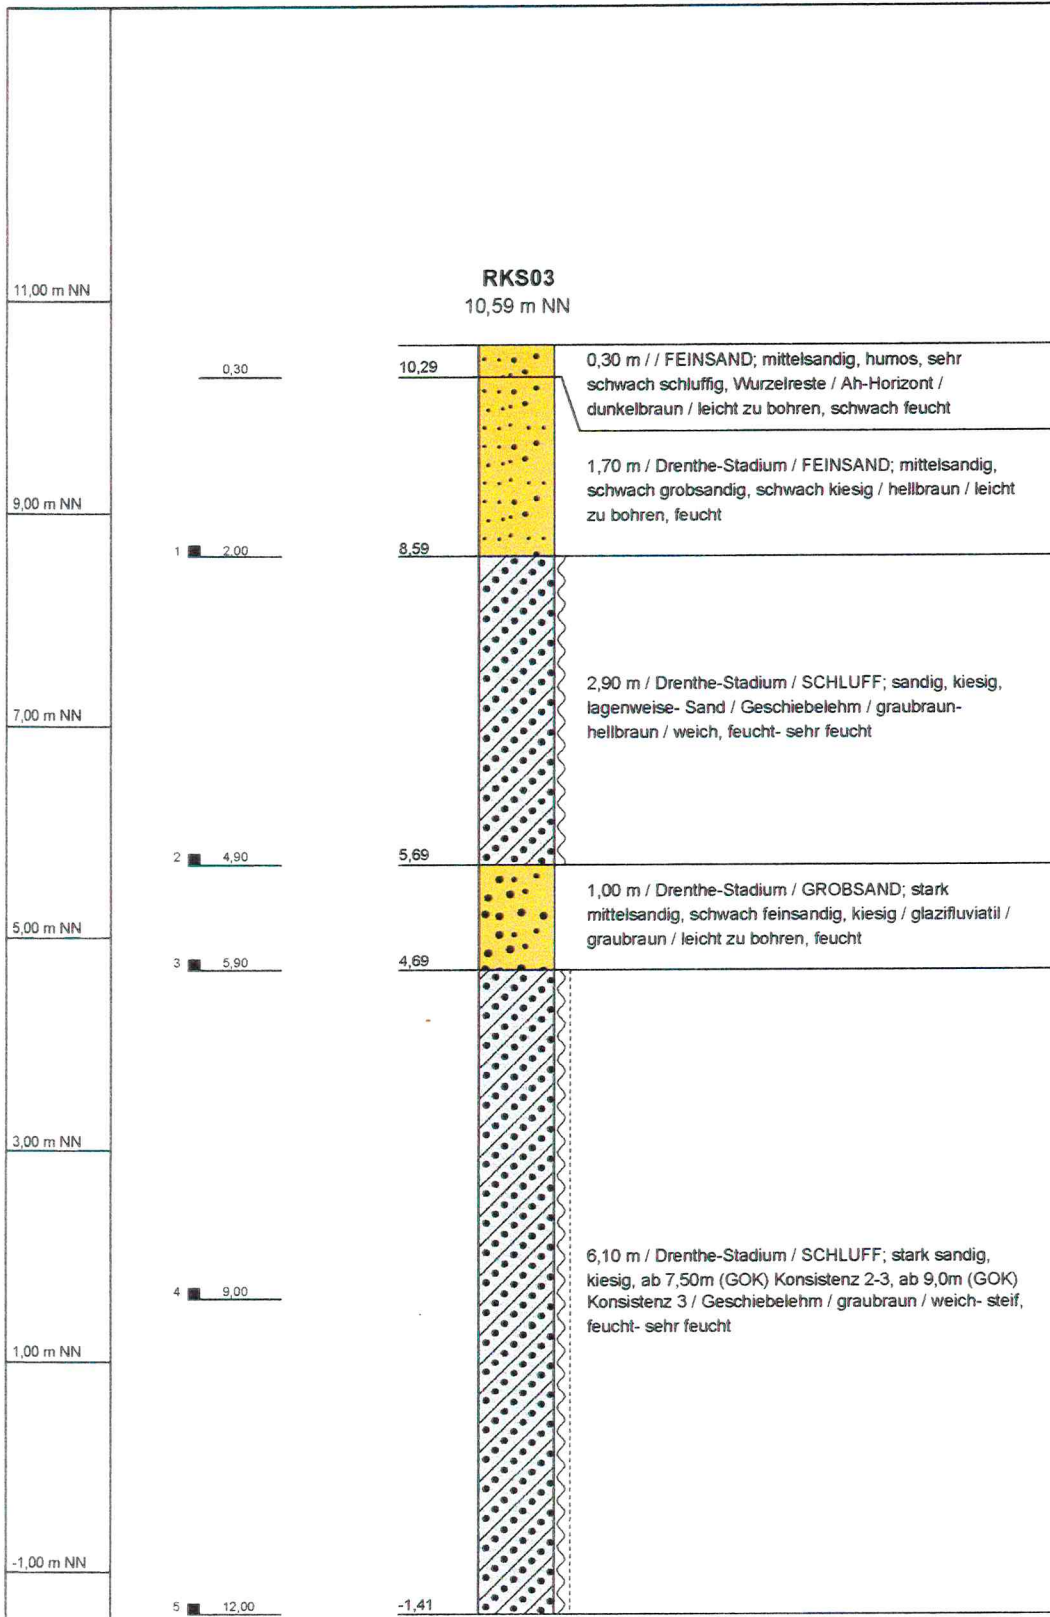 RKS03
10,59 m NN
11,00 m NN
0,30
10,29
0,30 m / / FEINSAND; mittelsandig, humos, sehr
schwach schluffig, Wurzelreste / Ah-Horizont /
dunkelbraun / leicht zu bohren, schwach feucht
1,70 m / Drenthe-Stadium / FEINSAND; mittelsandig,
schwach grobsandig, schwach kiesig / hellbraun / leicht
zu bohren, feucht
9,00 m NN
1 2,00
8,59
2,90 m / Drenthe-Stadium / SCHLUFF; sandig, kiesig,
lagenweise- Sand / Geschiebelehm / graubraun-
hellbraun / weich, feucht- sehr feucht
7,00 m NN
2 4,90
5,69
1,00 m / Drenthe-Stadium / GROBSAND; stark
mittelsandig, schwach feinsandig, kiesig / glazifluviatil /
graubraun / leicht zu bohren, feucht
5,00 m NN
3 5,90
4,69
3,00 m NN
6,10 m / Drenthe-Stadium / SCHLUFF; stark sandig,
kiesig, ab 7,50m (GOK) Konsistenz 2-3, ab 9,0m (GOK)
Konsistenz 3 / Geschiebelehm / graubraun / weich- steif,
feucht- sehr feucht
4 9,00
1,00 m NN
-1,00 m NN
5 12,00
-1,41